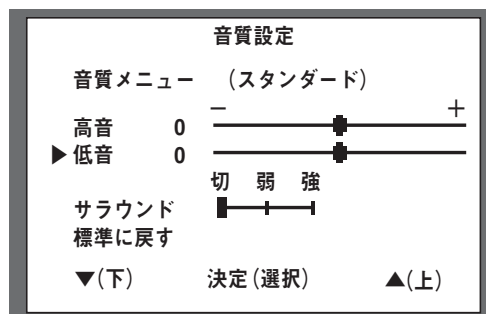 音質設定
音質メニュー （スタンダード）
－ ＋
高音 0
▶低音 0
切 弱 強
サラウンド
標準に戻す
▼(下) 決定(選択) ▲(上)